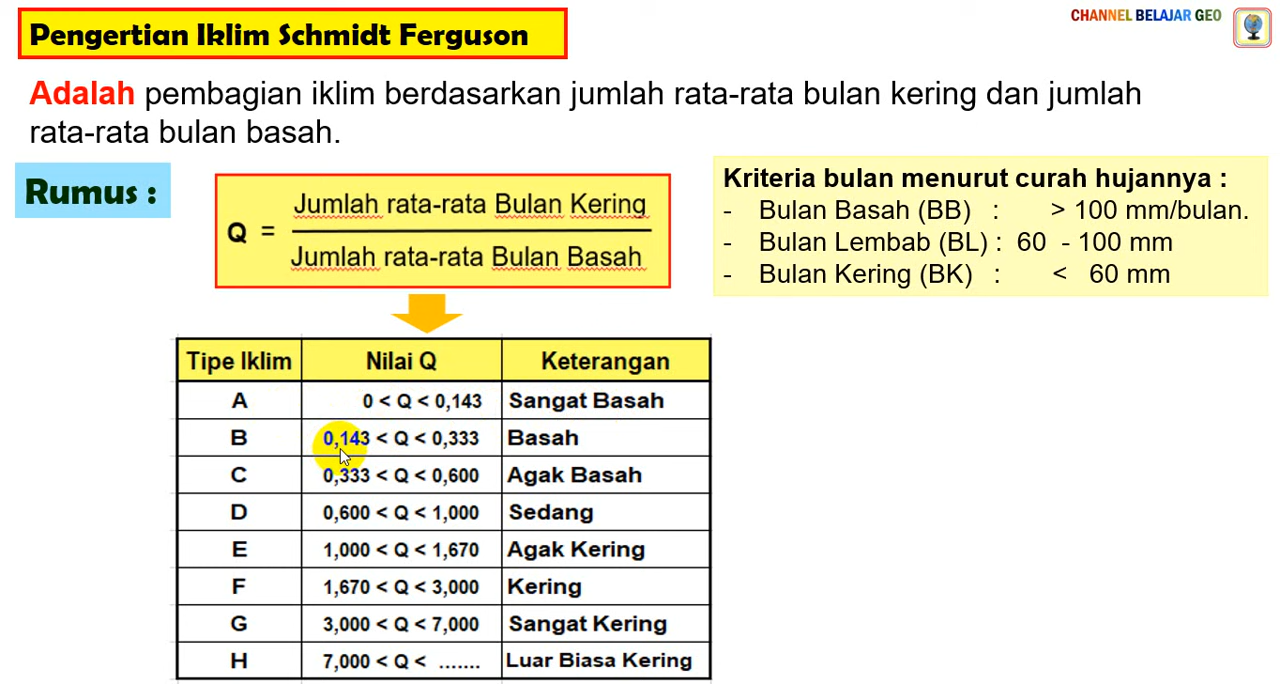 Pengertian Iklim Schmidt Ferguson
CHANNEL BELAJAR GEO
Adalah pembagian iklim berdasarkan jumlah rata-rata bulan kering dan jumlah
rata-rata bulan basah.
Rumus :
Q = Jumlah rata-rata Bulan Kering
Jumlah rata-rata Bulan Basah
Kriteria bulan menurut curah hujannya :
- Bulan Basah (BB) : > 100 mm/bulan.
- Bulan Lembab (BL) : 60 - 100 mm
- Bulan Kering (BK) : < 60 mm
Tipe Iklim Nilai Q Keterangan
A 0 < Q < 0,143 Sangat Basah
B 0,143 < Q < 0,333 Basah
C 0,333 < Q < 0,600 Agak Basah
D 0,600 < Q < 1,000 Sedang
E 1,000 < Q < 1,670 Agak Kering
F 1,670 < Q < 3,000 Kering
G 3,000 < Q < 7,000 Sangat Kering
H 7,000 < Q < ....... Luar Biasa Kering